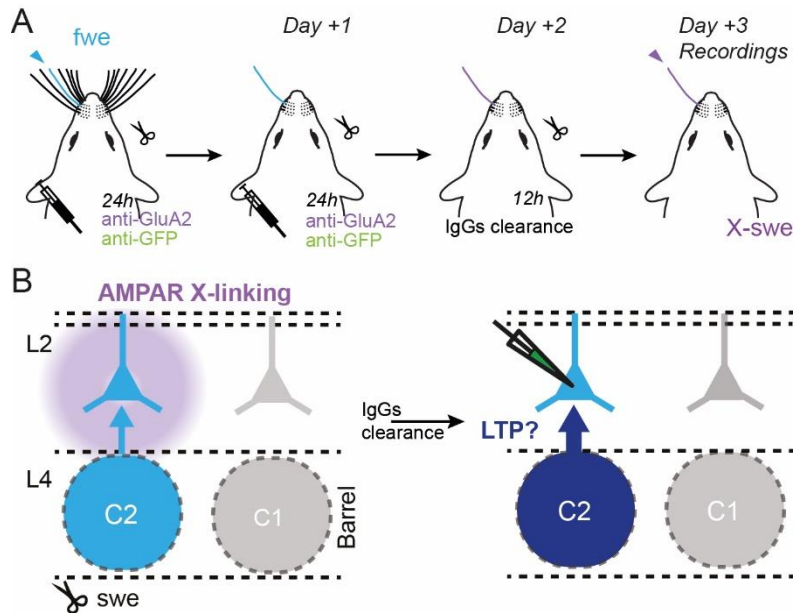 A
fwe
24h
anti-GluA2
anti-GFP
Day +1
24h
anti-GluA2
anti-GFP
Day +2
12h
IgGs clearance
Day +3
Recordings
X-swe
B
AMPAR X-linking
L2
L4
C2
C1
Barrel
swe
IgGs
clearance
LTP?
C2
C1